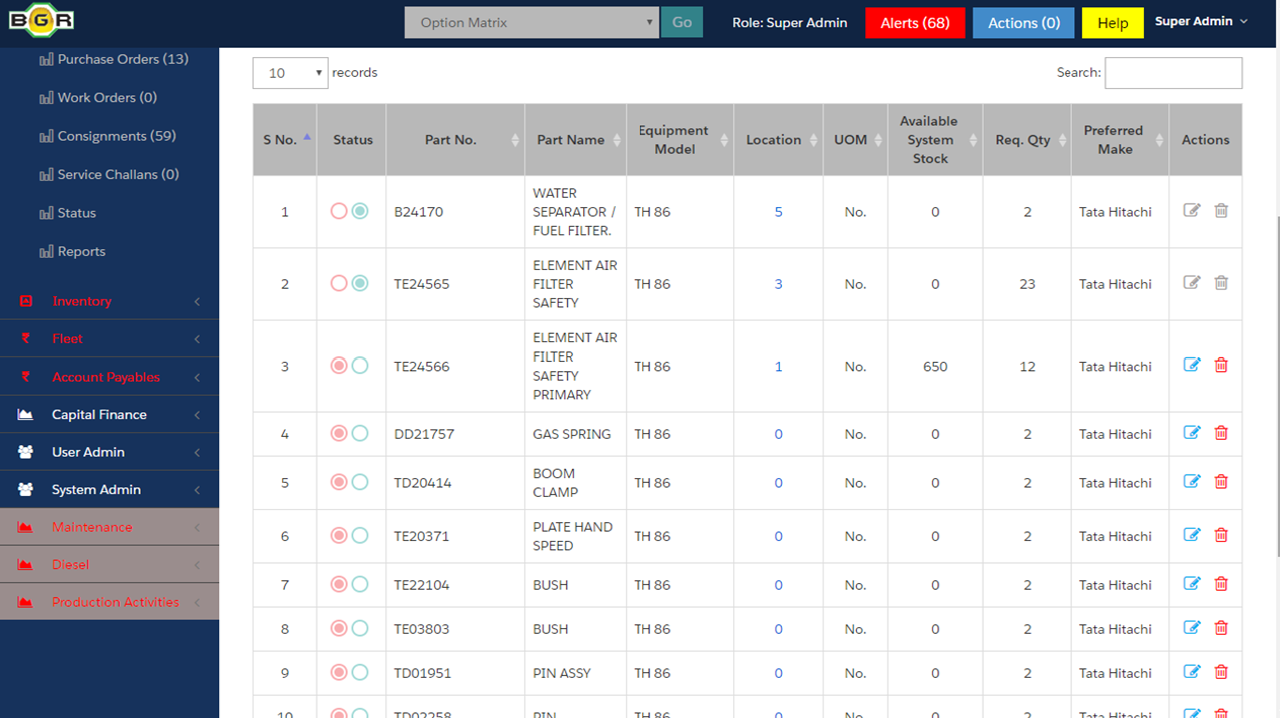 BGR
Option Matrix
Go
Role: Super Admin
Alerts (68)
Actions (0)
Help
Super Admin
Purchase Orders (13)
Work Orders (0)
Consignments (59)
Service Challans (0)
Status
Reports
Inventory
Fleet
Account Payables
Capital Finance
User Admin
System Admin
Maintenance
Diesel
Production Activities
10 records
Search:
S No. Status Part No. Part Name Equipment Model Location UOM Available System Stock Req. Qty Preferred Make Actions
1 B24170 WATER SEPARATOR / FUEL FILTER. TH 86 5 No. 0 2 Tata Hitachi
2 TE24565 ELEMENT AIR FILTER SAFETY TH 86 3 No. 0 23 Tata Hitachi
3 TE24566 ELEMENT AIR FILTER SAFETY PRIMARY TH 86 1 No. 650 12 Tata Hitachi
4 DD21757 GAS SPRING TH 86 0 No. 0 2 Tata Hitachi
5 TD20414 BOOM CLAMP TH 86 0 No. 0 2 Tata Hitachi
6 TE20371 PLATE HAND SPEED TH 86 0 No. 0 2 Tata Hitachi
7 TE22104 BUSH TH 86 0 No. 0 2 Tata Hitachi
8 TE03803 BUSH TH 86 0 No. 0 2 Tata Hitachi
9 TD01951 PIN ASSY TH 86 0 No. 0 2 Tata Hitachi
10 TD02258 PIN TH 86 0 No. 0 2 Tata Hitachi